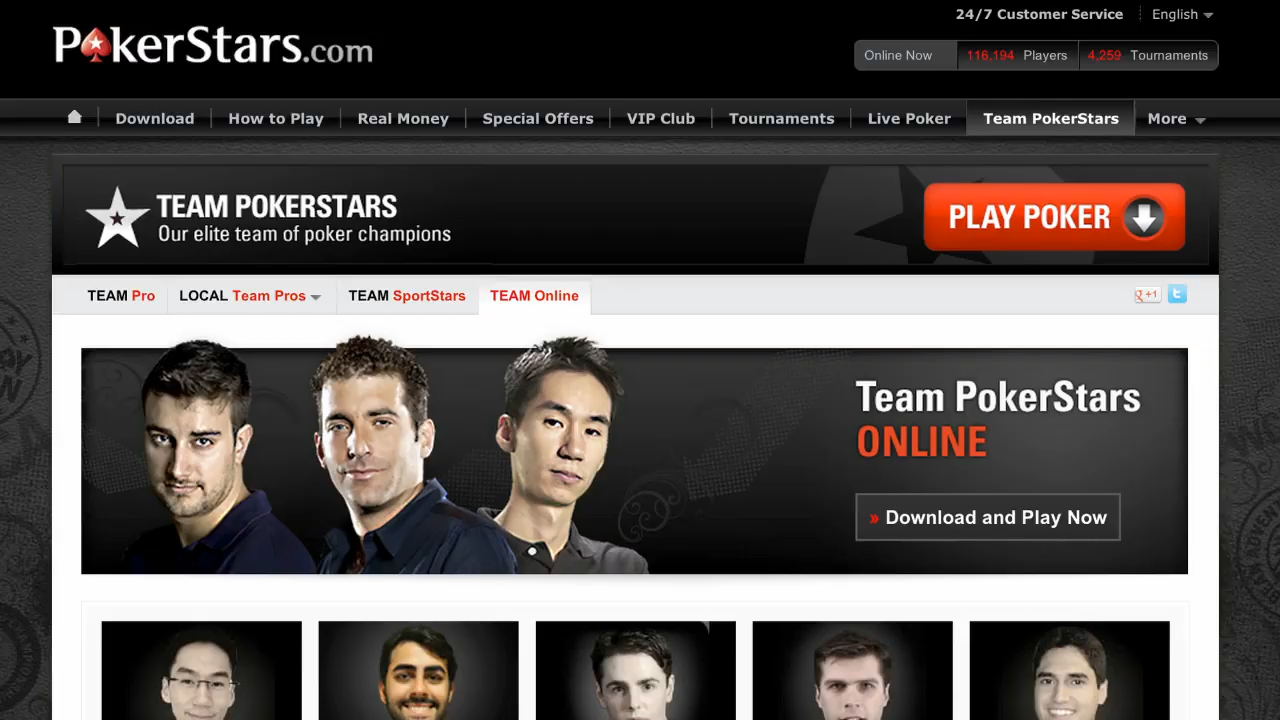 24/7 Customer Service English
PokerStars.com
Online Now 116,194 Players 4,259 Tournaments
Download How to Play Real Money Special Offers VIP Club Tournaments Live Poker Team PokerStars More
TEAM POKERSTARS
Our elite team of poker champions
PLAY POKER
TEAM Pro LOCAL Team Pros TEAM SportStars TEAM Online
g +1 t
Team PokerStars
ONLINE
» Download and Play Now